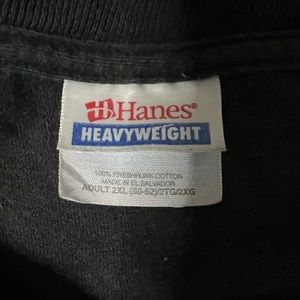 Hanes®
HEAVYWEIGHT
100% PRESHRUNK COTTON
MADE IN EL SALVADOR
ADULT 2XL (50-52)/2TG/2XG